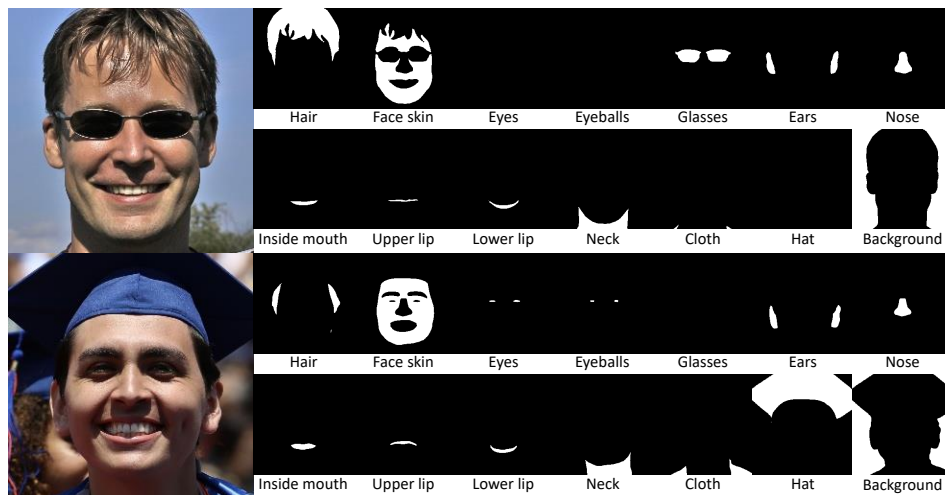 Hair Face skin Eyes Eyeballs Glasses Ears Nose
Inside mouth Upper lip Lower lip Neck Cloth Hat Background
Hair Face skin Eyes Eyeballs Glasses Ears Nose
Inside mouth Upper lip Lower lip Neck Cloth Hat Background